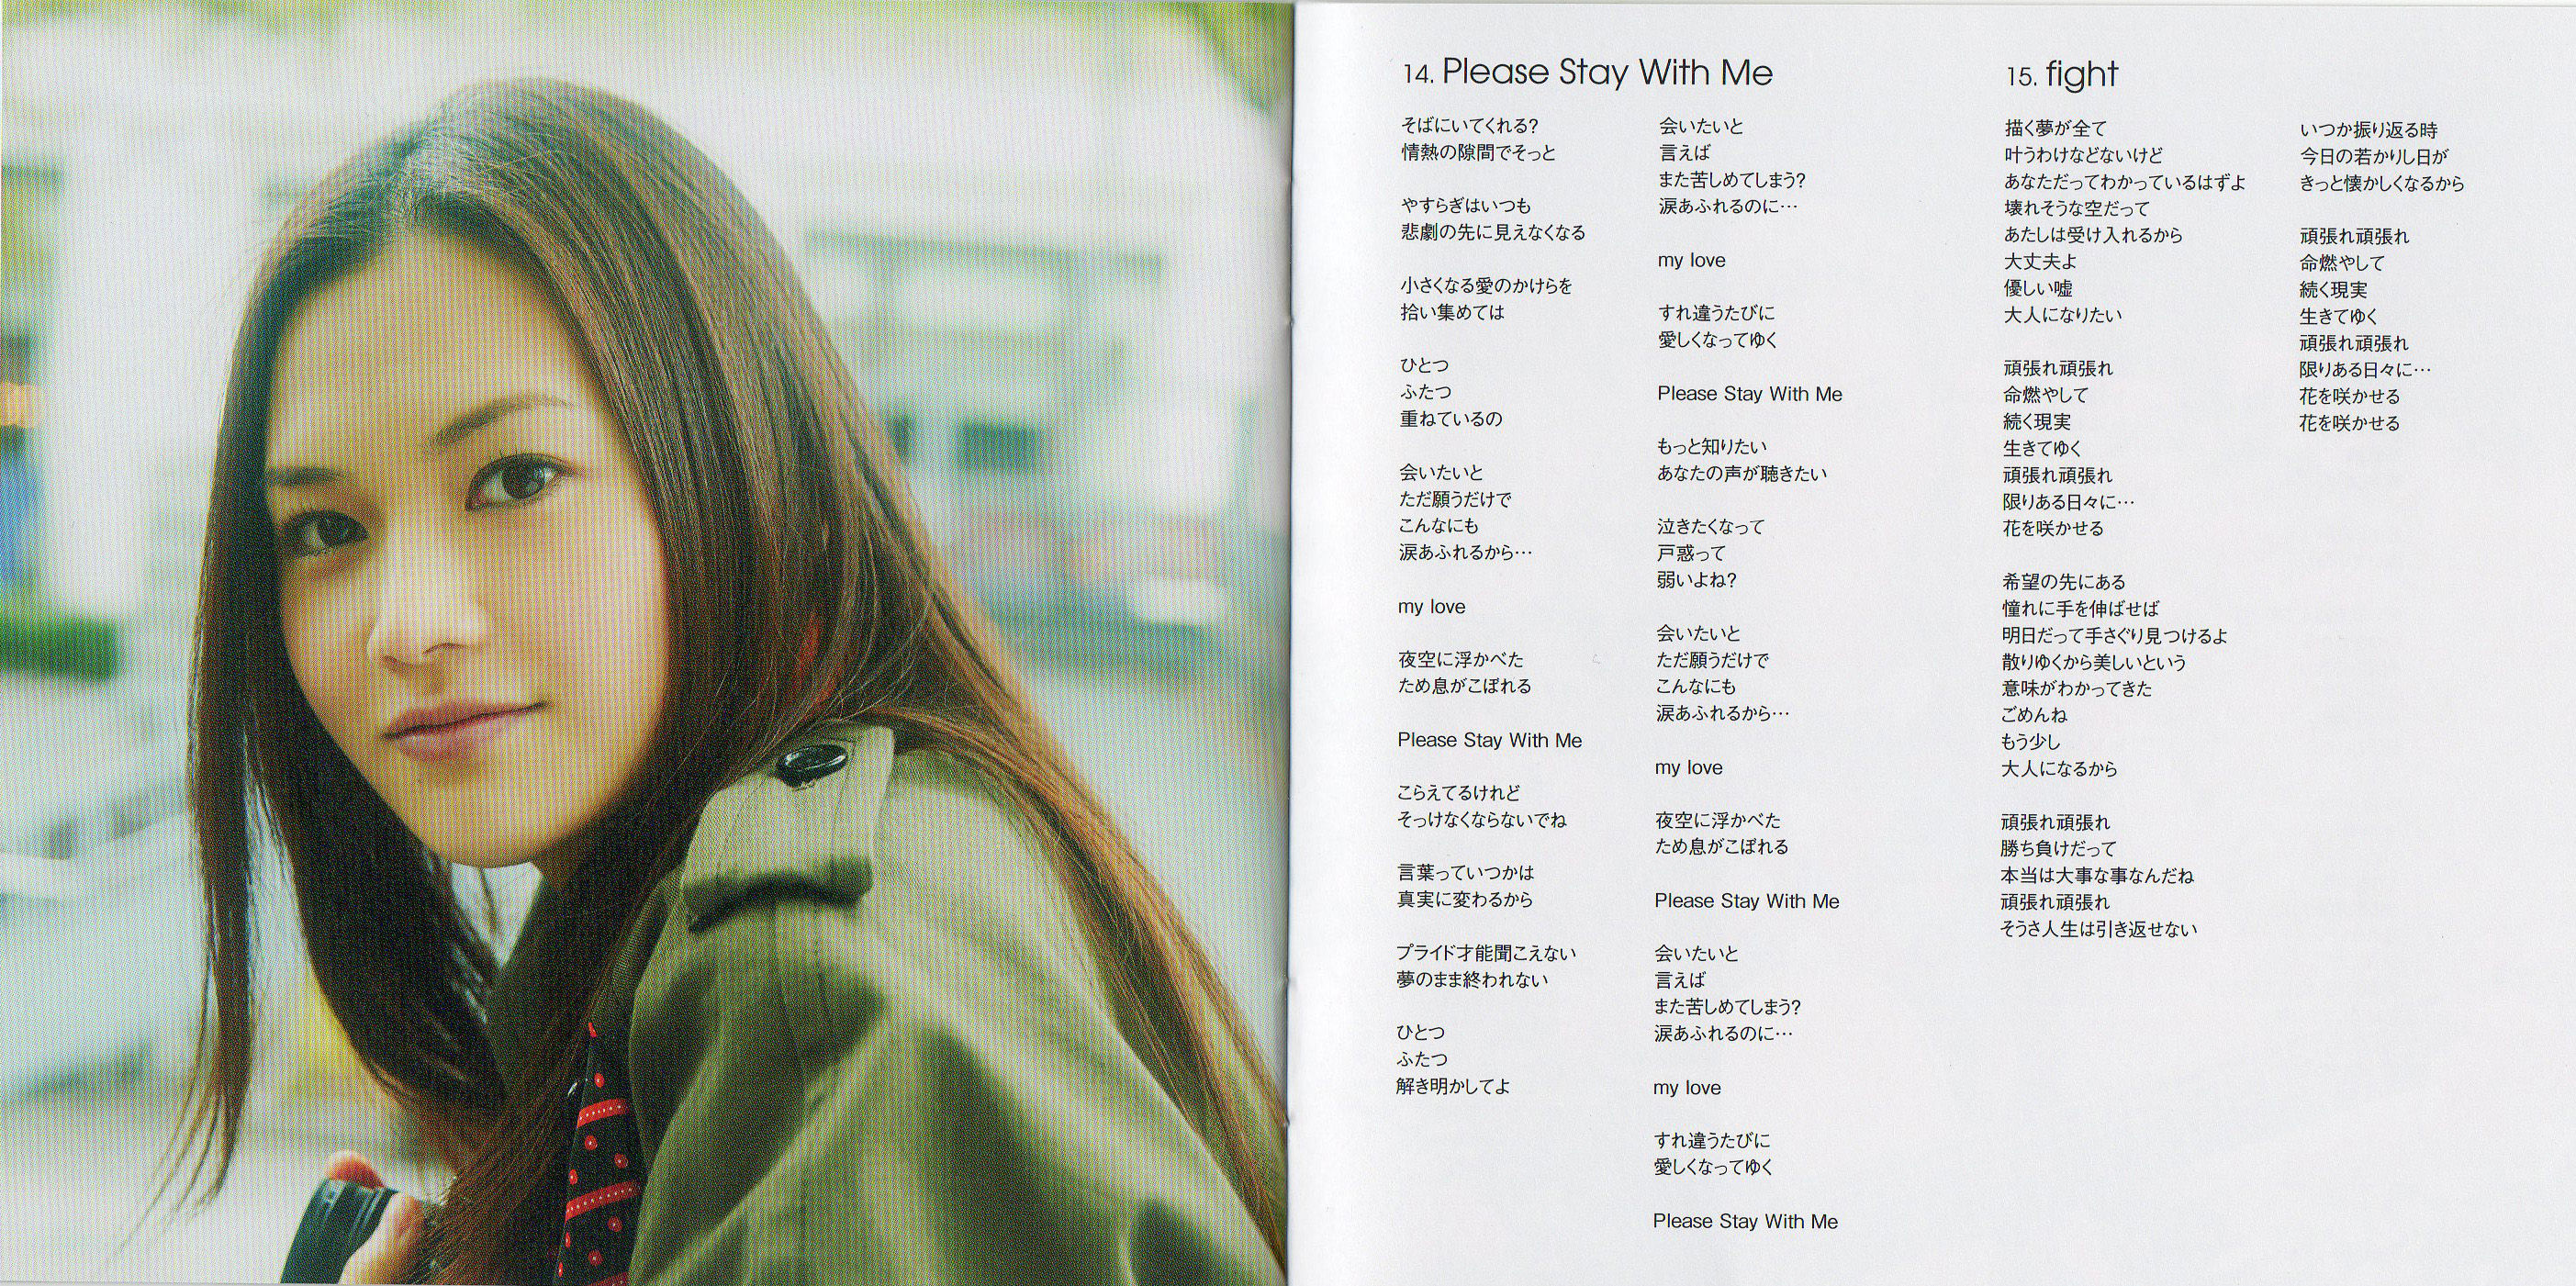 14. Please Stay With Me
そばにいてくれる?
情熱の隙間でそっと
やすらぎはいつも
悲劇の先に見えなくなる
小さくなる愛のかけらを
拾い集めては
ひとつ
ふたつ
重ねているの
会いたいと
ただ願うだけで
こんなにも
涙あふれるから…
my love
夜空に浮かべた
ため息がこぼれる
Please Stay With Me
こらえてるけれど
そっけなくならないでね
言葉っていつかは
真実に変わるから
プライド才能聞こえない
夢のまま終われない
ひとつ
ふたつ
解き明かしてよ
会いたいと
言えば
また苦しめてしまう?
涙あふれるのに…
my love
すれ違うたびに
愛しくなってゆく
Please Stay With Me
もっと知りたい
あなたの声が聴きたい
泣きたくなって
戸惑って
弱いよね?
会いたいと
ただ願うだけで
こんなにも
涙あふれるから…
my love
夜空に浮かべた
ため息がこぼれる
Please Stay With Me
会いたいと
言えば
また苦しめてしまう?
涙あふれるのに…
my love
すれ違うたびに
愛しくなってゆく
Please Stay With Me
15. fight
描く夢が全て
叶うわけなどないけど
あなただってわかっているはずよ
壊れそうな空だって
あたしは受け入れるから
大丈夫よ
優しい嘘
大人になりたい
頑張れ頑張れ
命燃やして
続く現実
生きてゆく
頑張れ頑張れ
限りある日々に…
花を咲かせる
希望の先にある
憧れに手を伸ばせば
明日だって手さぐり見つけるよ
散りゆくから美しいという
意味がわかってきた
ごめんね
もう少し
大人になるから
頑張れ頑張れ
勝ち負けだって
本当は大事な事なんだね
頑張れ頑張れ
そうさ人生は引き返せない
いつか振り返る時
今日の若かりし日が
きっと懐かしくなるから
頑張れ頑張れ
命燃やして
続く現実
生きてゆく
頑張れ頑張れ
限りある日々に…
花を咲かせる
花を咲かせる